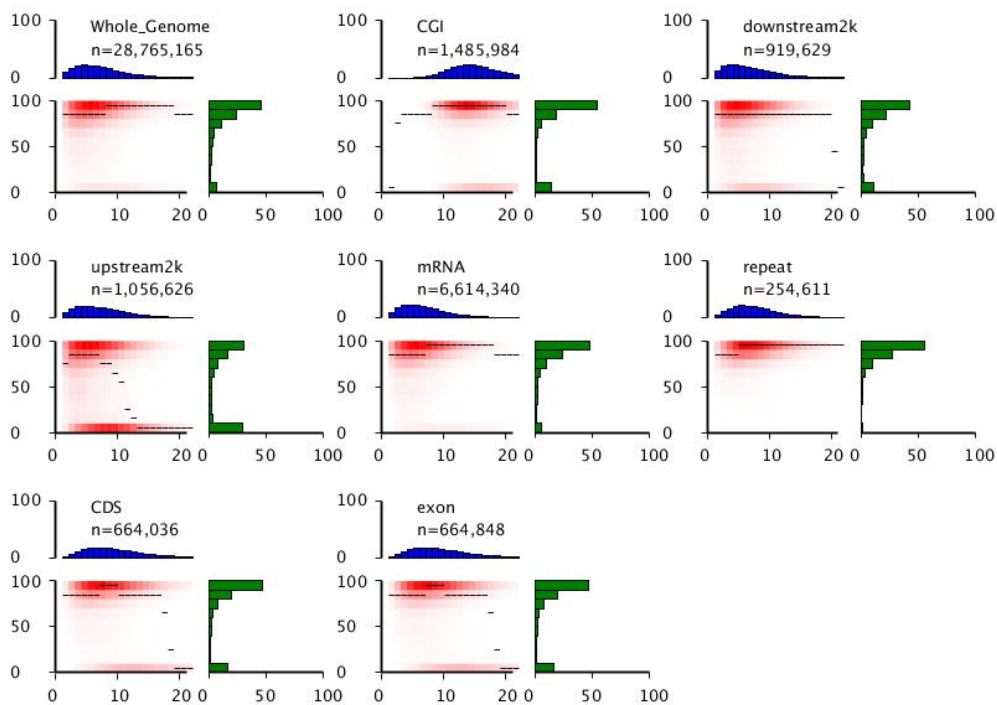 100 Whole_Genome 100 CGI 100 downstream2k
n=28,765,165 n=1,485,984 n=919,629
0 0 0
100 100 100
50 50 50
0 0 0
0 10 20 0 50 100 0 10 20 0 50 100 0 10 20 0 50 100
100 upstream2k 100 mRNA 100 repeat
n=1,056,626 n=6,614,340 n=254,611
0 0 0
100 100 100
50 50 50
0 0 0
0 10 20 0 50 100 0 10 20 0 50 100 0 10 20 0 50 100
100 CDS 100 exon
n=664,036 n=664,848
0 0
100 100
50 50
0 0
0 10 20 0 50 100 0 10 20 0 50 100